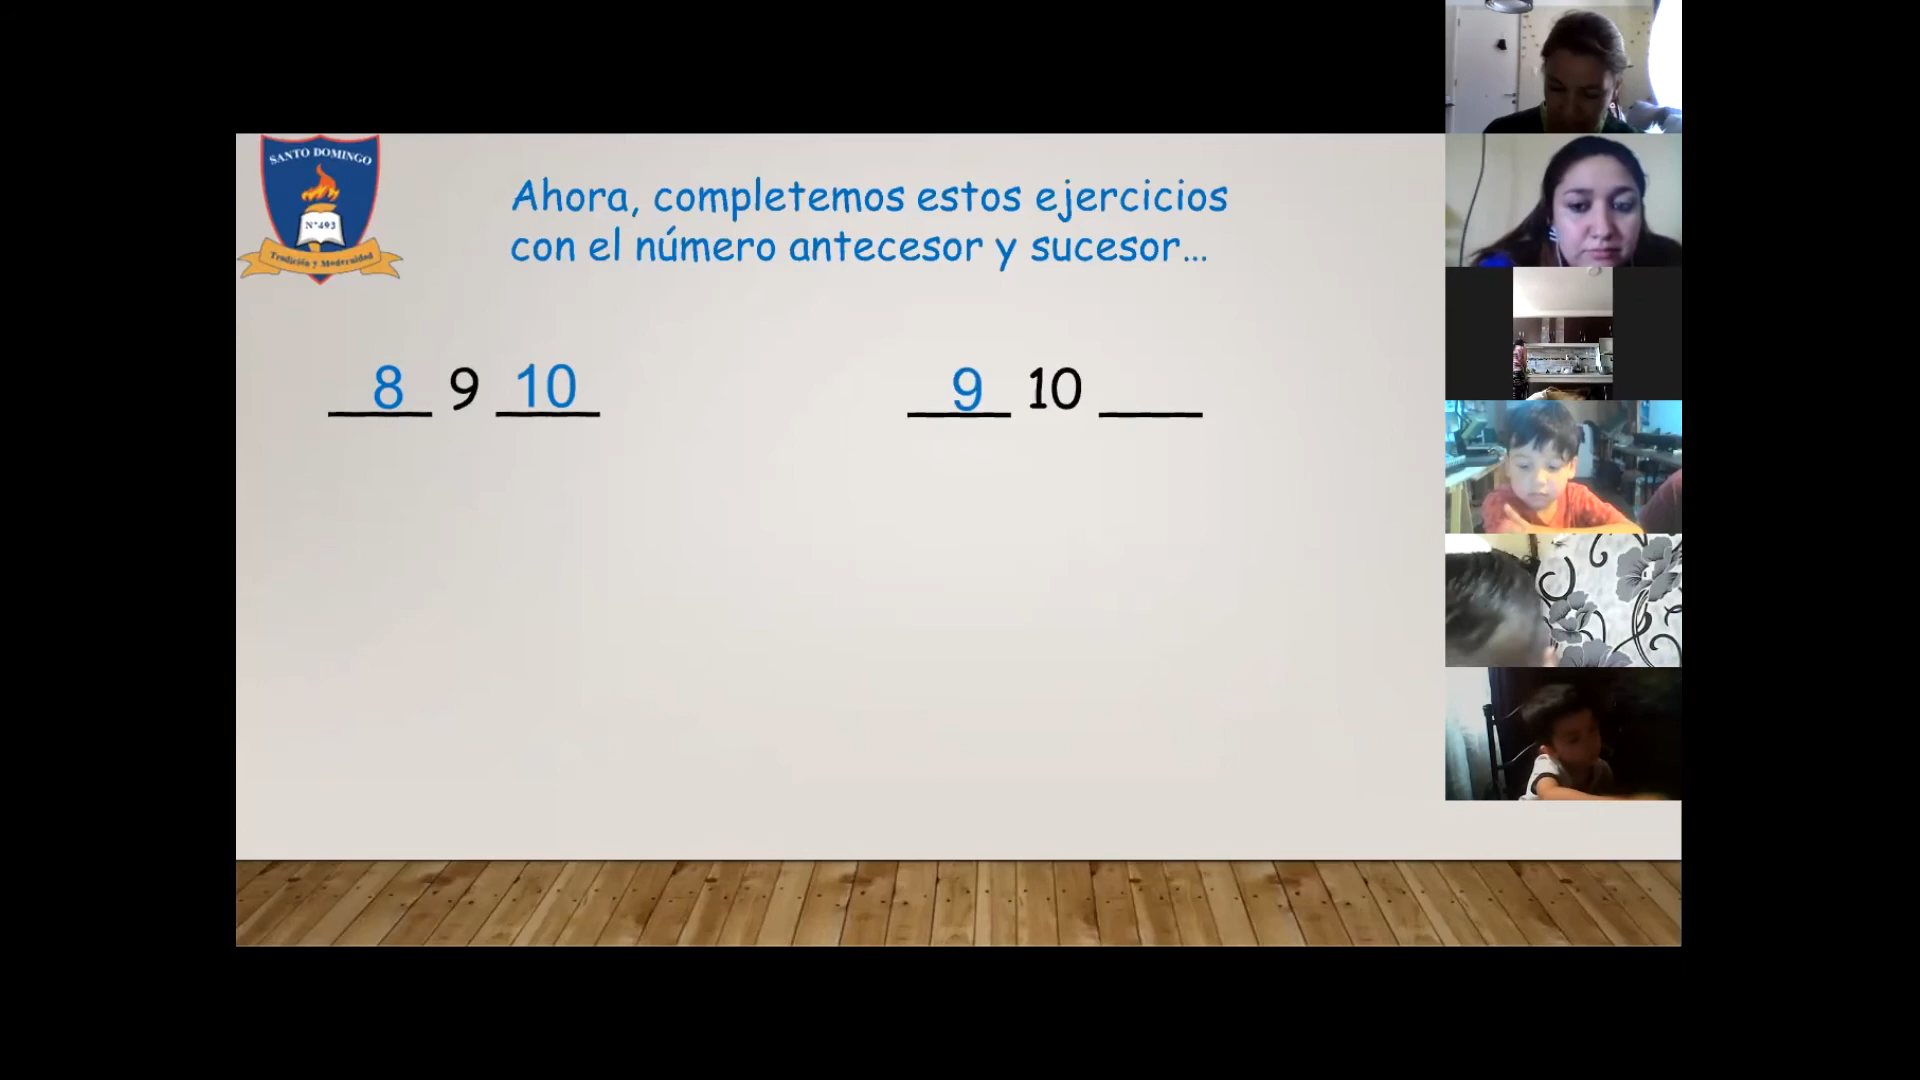 SANTO DOMINGO
N°493
Tradición y Modernidad
Ahora, completemos estos ejercicios
con el número antecesor y sucesor...
8 9 10
9 10 ____